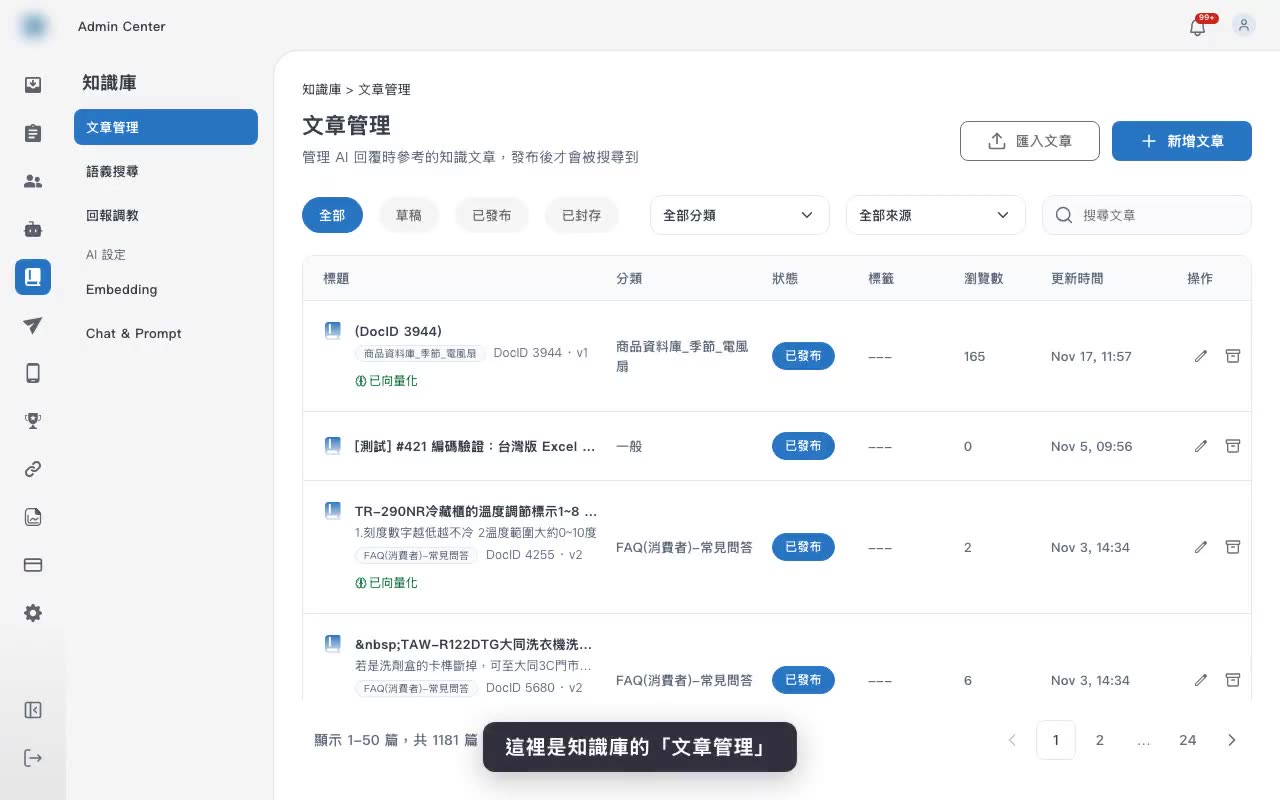 Admin Center
99+
知識庫
文章管理
語義搜尋
回報調教
AI 設定
Embedding
Chat & Prompt
知識庫 > 文章管理
文章管理
管理 AI 回覆時參考的知識文章，發布後才會被搜尋到
匯入文章
新增文章
全部
草稿
已發布
已封存
全部分類
全部來源
搜尋文章
標題 分類 狀態 標籤 瀏覽數 更新時間 操作
(DocID 3944)
商品資料庫_季節_電風扇 DocID 3944 · v1
已向量化
商品資料庫_季節_電風
扇
已發布
---
165
Nov 17, 11:57
[測試] #421 編碼驗證：台灣版 Excel ...
一般
已發布
---
0
Nov 5, 09:56
TR-290NR冷藏櫃的溫度調節標示1~8 ...
1.刻度數字越低越不冷 2溫度範圍大約0~10度
FAQ(消費者)-常見問答 DocID 4255 · v2
已向量化
FAQ(消費者)-常見問答
已發布
---
2
Nov 3, 14:34
&nbsp;TAW-R122DTG大同洗衣機洗...
若是洗劑盒的卡榫斷掉，可至大同3C門市...
FAQ(消費者)-常見問答 DocID 5680 · v2
FAQ(消費者)-常見問答
已發布
---
6
Nov 3, 14:34
顯示 1-50 篇，共 1181 篇
這裡是知識庫的「文章管理」
1 2 ... 24